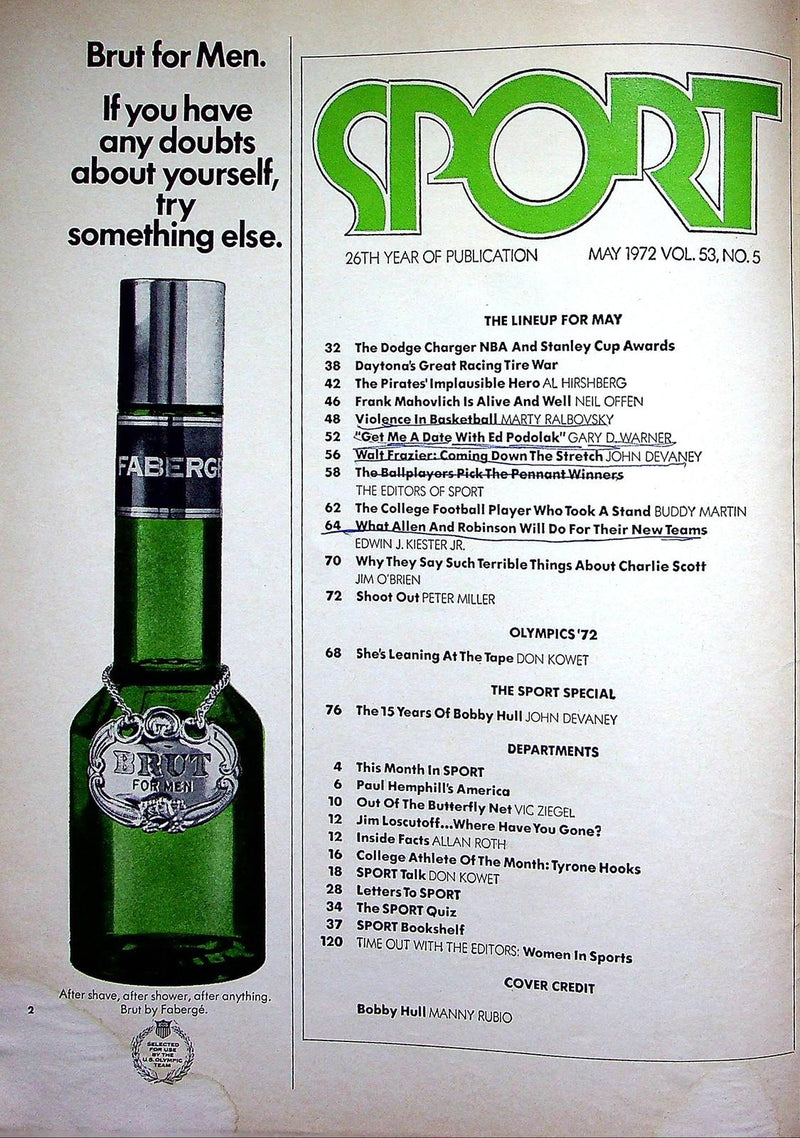 Brut for Men.
If you have
any doubts
about yourself,
try
something else.
FABERG
BRUT
FOR MEN
After shave, after shower, after anything.
Brut by Fabergé.
2
SELECTED
FOR USE
BY THE
U.S. OLYMPIC
TEAM
SPORT
26TH YEAR OF PUBLICATION MAY 1972 VOL. 53, NO. 5
THE LINEUP FOR MAY
32 The Dodge Charger NBA And Stanley Cup Awards
38 Daytona's Great Racing Tire War
42 The Pirates' Implausible Hero AL HIRSHBERG
46 Frank Mahovlich Is Alive And Well NEIL OFFEN
48 Violence In Basketball MARTY RALBOVSKY
52 "Get Me A Date With Ed Podolak" GARY D. WARNER
56 Walt Frazier: Coming Down The Stretch JOHN DEVANEY
58 The Ballplayers Pick The Pennant Winners
THE EDITORS OF SPORT
62 The College Football Player Who Took A Stand BUDDY MARTIN
64 What Allen And Robinson Will Do For Their New Teams
EDWIN J. KIESTER JR.
70 Why They Say Such Terrible Things About Charlie Scott
JIM O'BRIEN
72 Shoot Out PETER MILLER
OLYMPICS '72
68 She's Leaning At The Tape DON KOWET
THE SPORT SPECIAL
76 The 15 Years Of Bobby Hull JOHN DEVANEY
DEPARTMENTS
4 This Month In SPORT
6 Paul Hemphill's America
10 Out Of The Butterfly Net VIC ZIEGEL
12 Jim Loscutoff...Where Have You Gone?
12 Inside Facts ALLAN ROTH
16 College Athlete Of The Month: Tyrone Hooks
18 SPORT Talk DON KOWET
28 Letters To SPORT
34 The SPORT Quiz
37 SPORT Bookshelf
120 TIME OUT WITH THE EDITORS: Women In Sports
COVER CREDIT
Bobby Hull MANNY RUBIO